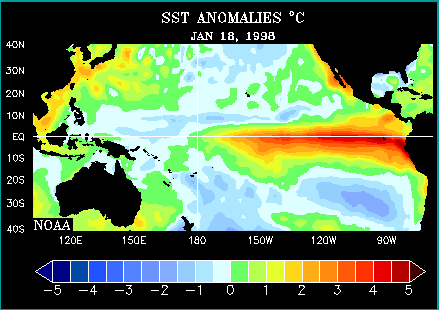 SST ANOMALIES °C
JAN 18, 1998
40N
30N
20N
10N
EQ
10S
20S
30S
40S
NOAA
120E 150E 180 150W 120W 90W
-5 -4 -3 -2 -1 0 1 2 3 4 5